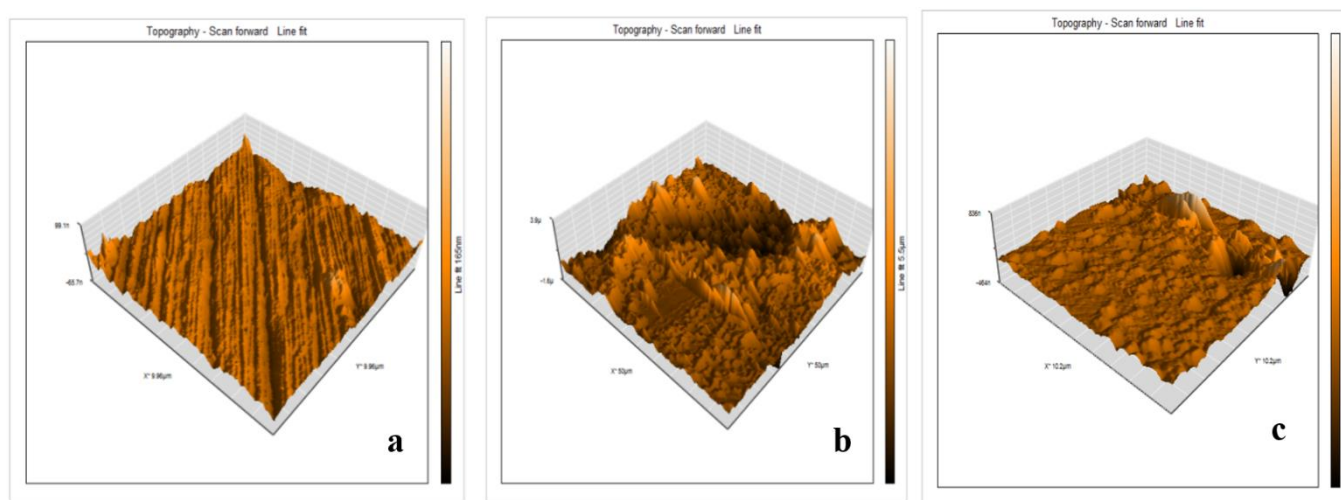 Topography - Scan forward Line fit
99.1n
-65.7n
X* 9.96µm
Y* 9.96µm
Line fit 165nm
a
Topography - Scan forward Line fit
3.9µ
-1.6µ
X* 50µm
Y* 50µm
Line fit 5.5µm
b
Topography - Scan forward Line fit
-464n
X* 10.2µm
Y* 10.2µm
c